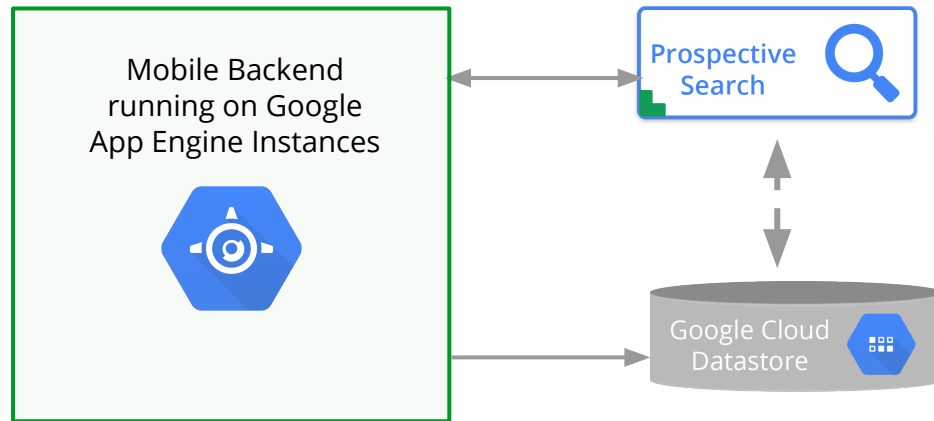 Mobile Backend
running on Google
App Engine Instances
Prospective
Search
Google Cloud
Datastore